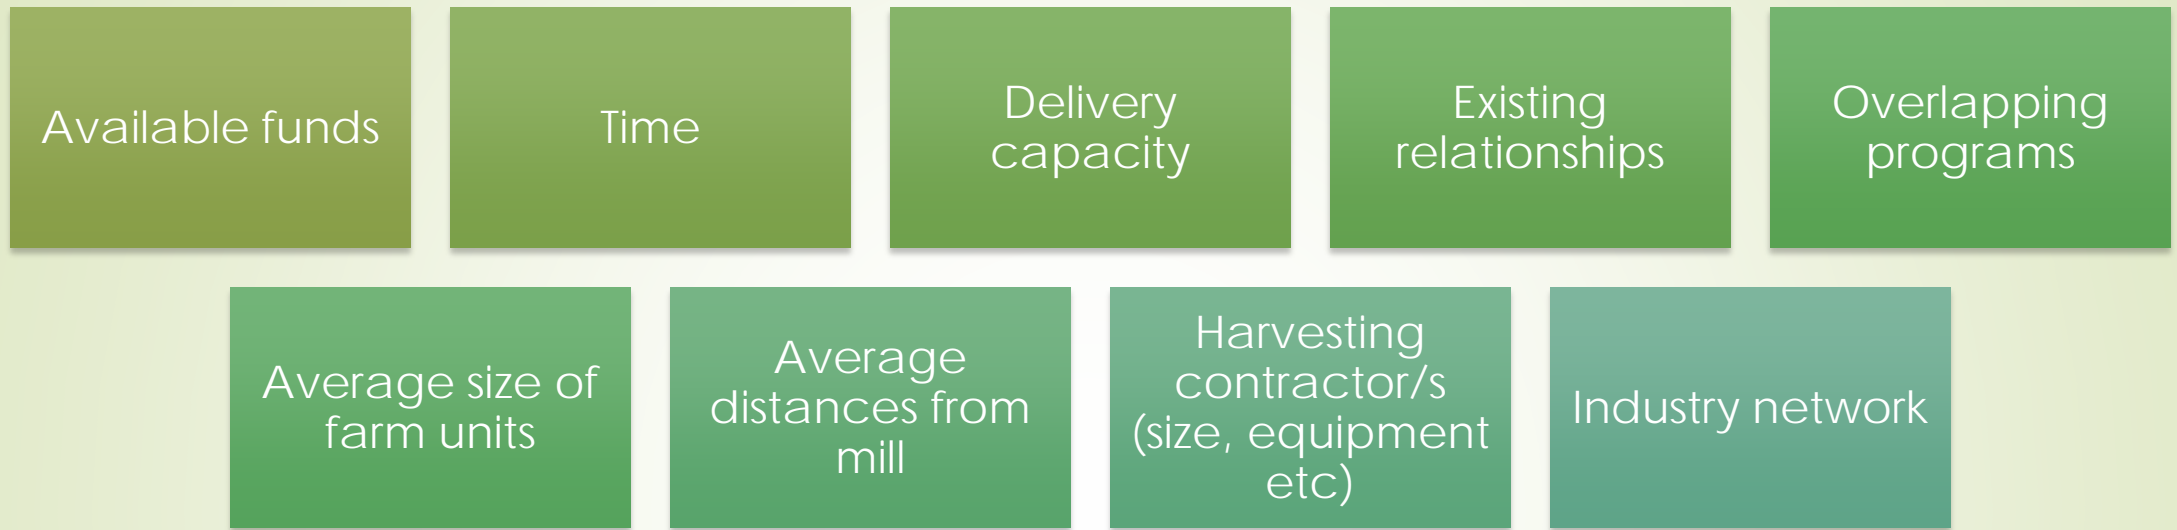 Available funds
Time
Delivery
capacity
Existing
relationships
Overlapping
programs
Average size of
farm units
Average
distances from
mill
Harvesting
contractor/s
(size, equipment
etc)
Industry network